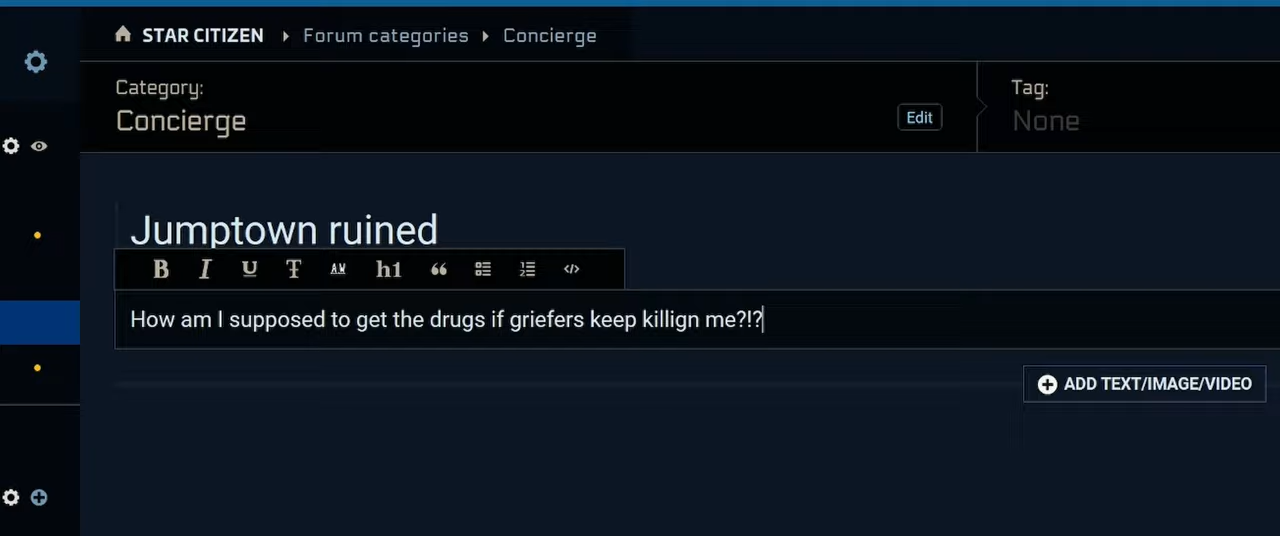 STAR CITIZEN Forum categories Concierge
Category:
Concierge
Edit
Tag:
None
Jumptown ruined
B I U T AA h1 “ </>
How am I supposed to get the drugs if griefers keep killign me?!?
ADD TEXT/IMAGE/VIDEO